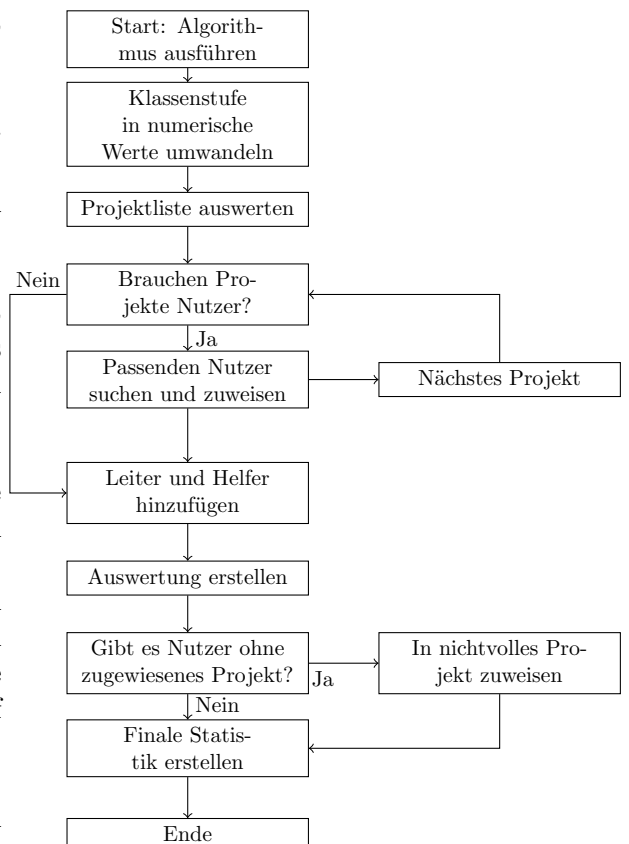 Start: Algorith-
mus ausführen
Klassenstufe
in numerische
Werte umwandeln
Projektliste auswerten
Nein
Brauchen Pro-
jekte Nutzer?
Ja
Passenden Nutzer
suchen und zuweisen
Nächstes Projekt
Leiter und Helfer
hinzufügen
Auswertung erstellen
Gibt es Nutzer ohne
zugewiesenes Projekt?
Ja
In nichtvolles Pro-
jekt zuweisen
Nein
Finale Statis-
tik erstellen
Ende